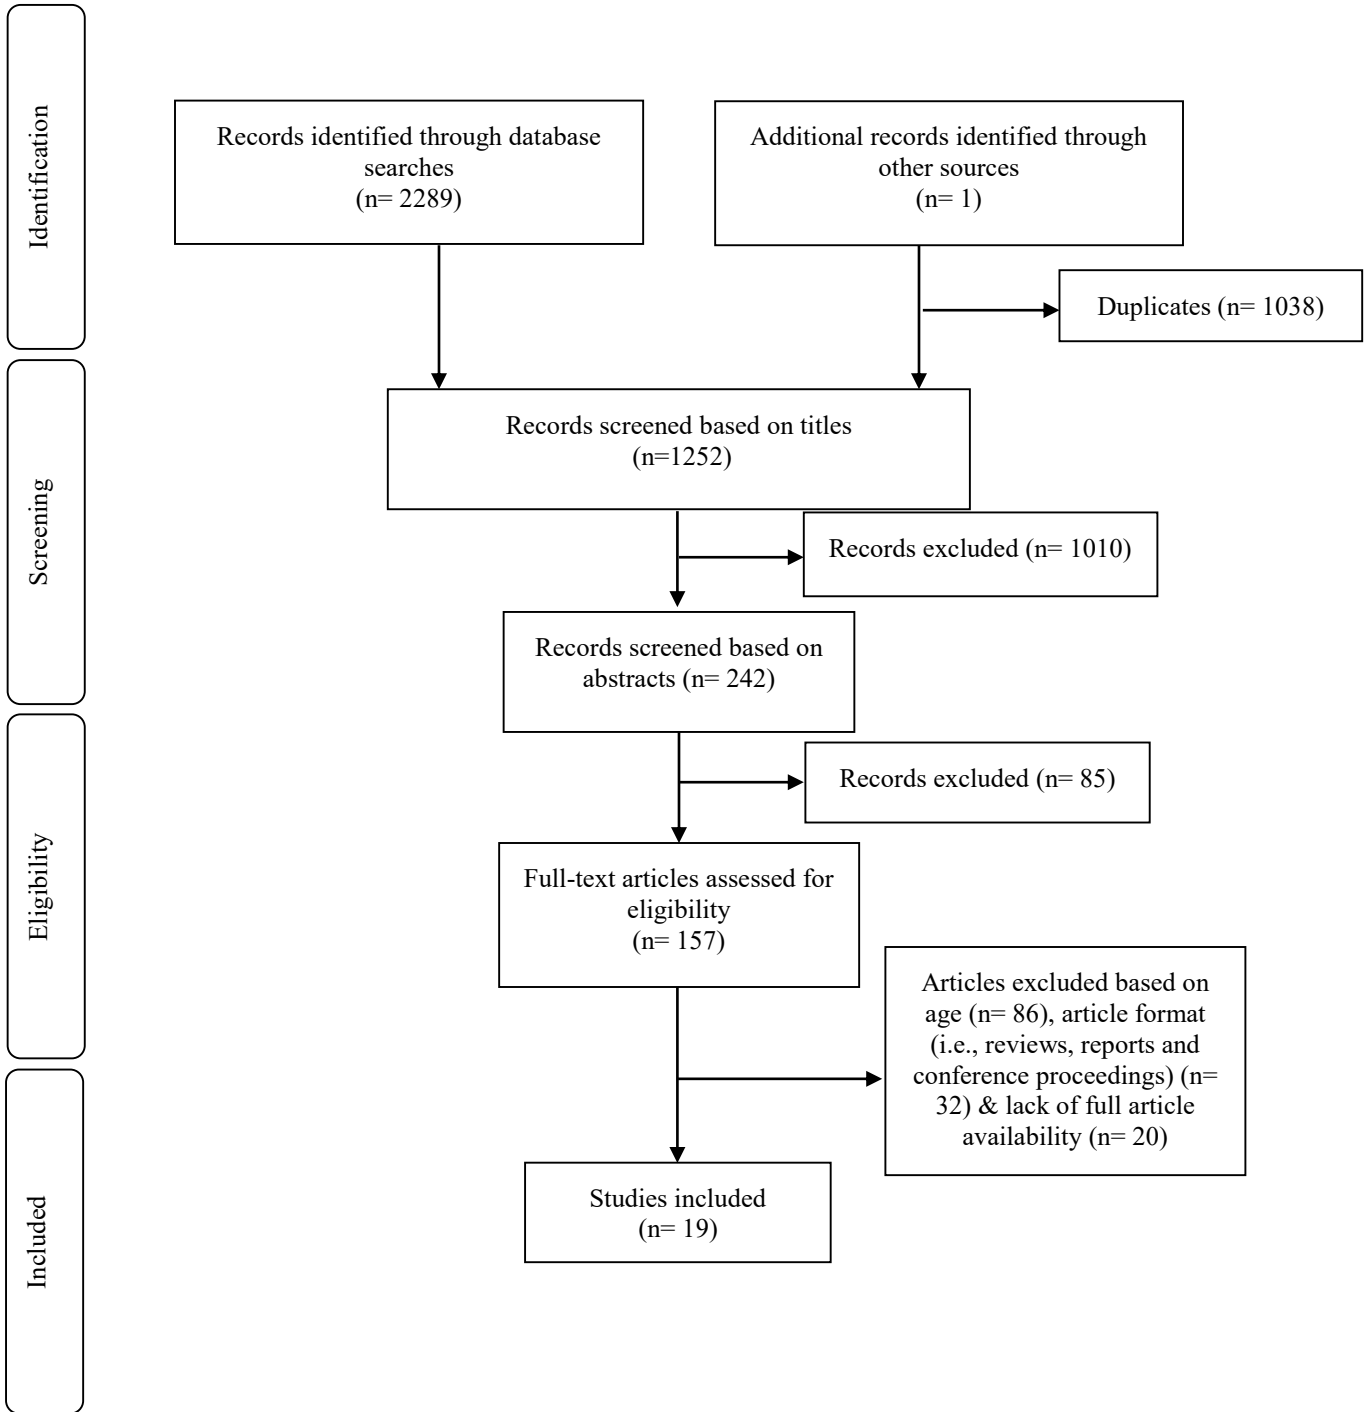 Identification
Records identified through database
searches
(n= 2289)
Additional records identified through
other sources
(n= 1)
Duplicates (n= 1038)
Screening
Records screened based on titles
(n=1252)
Records excluded (n= 1010)
Records screened based on
abstracts (n= 242)
Eligibility
Records excluded (n= 85)
Full-text articles assessed for
eligibility
(n= 157)
Articles excluded based on
age (n= 86), article format
(i.e., reviews, reports and
conference proceedings) (n=
32) & lack of full article
availability (n= 20)
Included
Studies included
(n= 19)